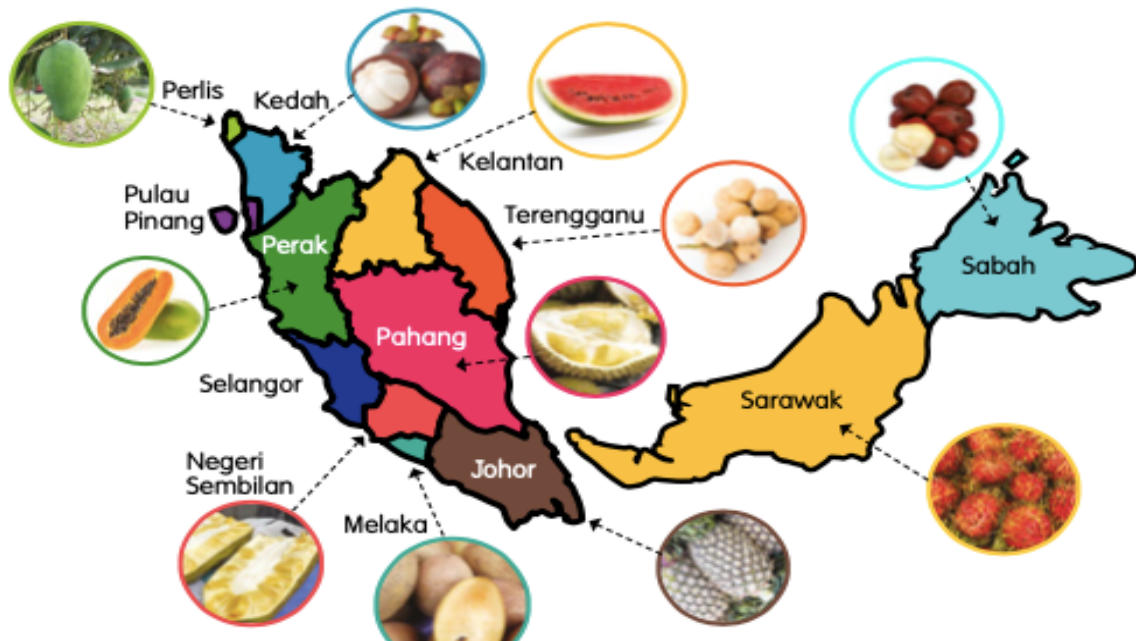 Perlis
Kedah
Kelantan
Pulau
Pinang
Terengganu
Perak
Sabah
Pahang
Selangor
Sarawak
Negeri
Sembilan
Johor
Melaka